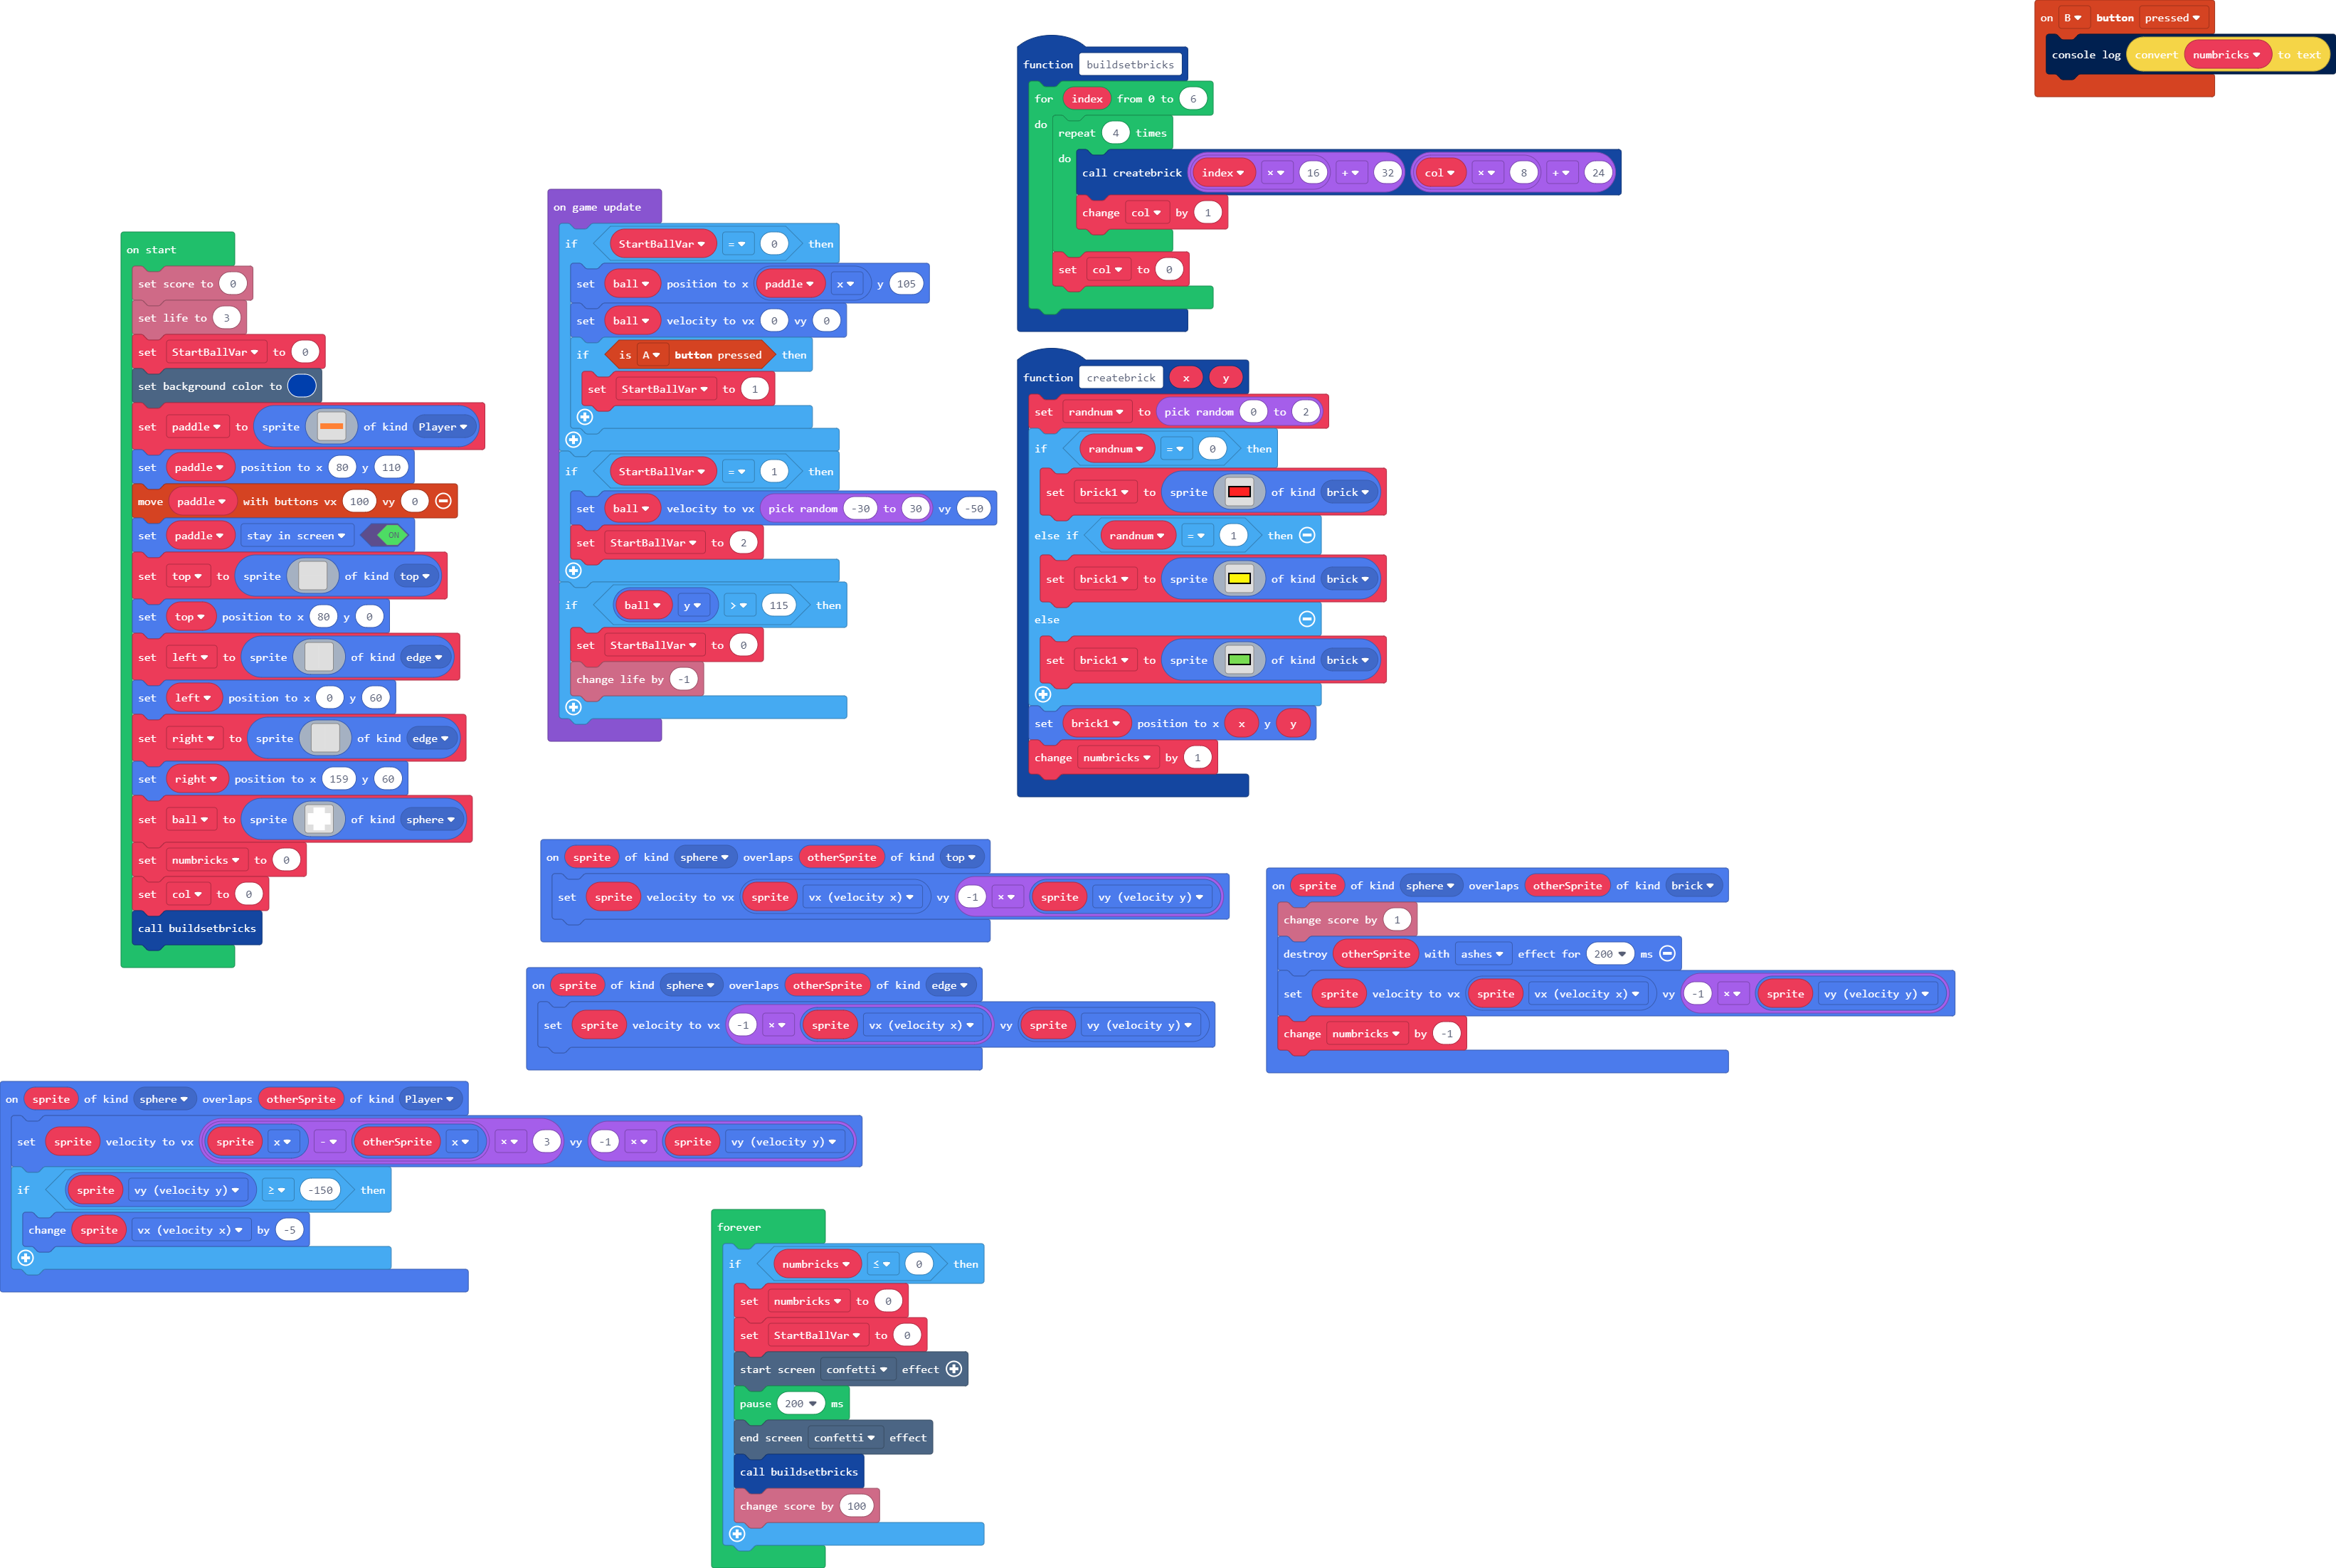 on start
set score to 0
set life to 3
set StartBallVar to 0
set background color to
set paddle to sprite of kind Player
set paddle position to x 80 y 110
move paddle with buttons vx 100 vy 0
set paddle stay in screen ON
set top to sprite of kind top
set top position to x 80 y 0
set left to sprite of kind edge
set left position to x 0 y 60
set right to sprite of kind edge
set right position to x 159 y 60
set ball to sprite of kind sphere
set numbricks to 0
set col to 0
call buildsetbricks
on game update
if StartBallVar = 0 then
set ball position to x paddle x y 105
set ball velocity to vx 0 vy 0
if is A button pressed then
set StartBallVar to 1
if StartBallVar = 1 then
set ball velocity to vx pick random -30 to 30 vy -50
set StartBallVar to 2
if ball y > 115 then
set StartBallVar to 0
change life by -1
function buildsetbricks
for index from 0 to 6
do
repeat 4 times
do
call createbrick index × 16 + 32 col × 8 + 24
change col by 1
set col to 0
function createbrick x y
set randnum to pick random 0 to 2
if randnum = 0 then
set brick1 to sprite of kind brick
else if randnum = 1 then
set brick1 to sprite of kind brick
else
set brick1 to sprite of kind brick
set brick1 position to x x y y
change numbricks by 1
on B button pressed
console log convert numbricks to text
on sprite of kind sphere overlaps otherSprite of kind top
set sprite velocity to vx sprite vx (velocity x) vy -1 × sprite vy (velocity y)
on sprite of kind sphere overlaps otherSprite of kind edge
set sprite velocity to vx -1 × sprite vx (velocity x) vy sprite vy (velocity y)
on sprite of kind sphere overlaps otherSprite of kind brick
change score by 1
destroy otherSprite with ashes effect for 200 ms
set sprite velocity to vx sprite vx (velocity x) vy -1 × sprite vy (velocity y)
change numbricks by -1
on sprite of kind sphere overlaps otherSprite of kind Player
set sprite velocity to vx sprite x - otherSprite x × 3 vy -1 × sprite vy (velocity y)
if sprite vy (velocity y) ≥ -150 then
change sprite vx (velocity x) by -5
forever
if numbricks ≤ 0 then
set numbricks to 0
set StartBallVar to 0
start screen confetti effect
pause 200 ms
end screen confetti effect
call buildsetbricks
change score by 100